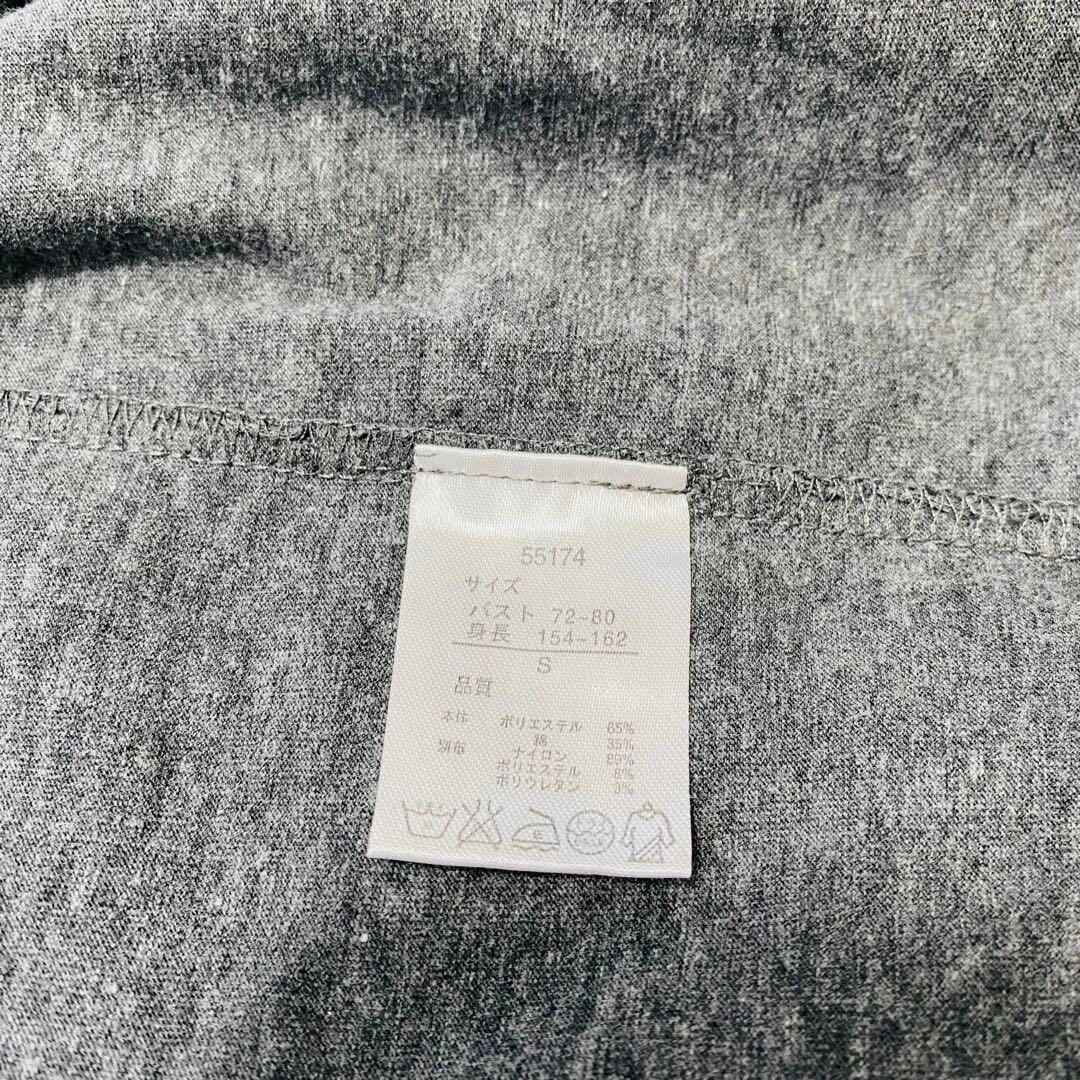 55174
サイズ
バスト 72~80
身長 154~162
S
品質
本体 ポリエステル 65%
綿 35%
別布 ナイロン 89%
ポリエステル 8%
ポリウレタン 3%